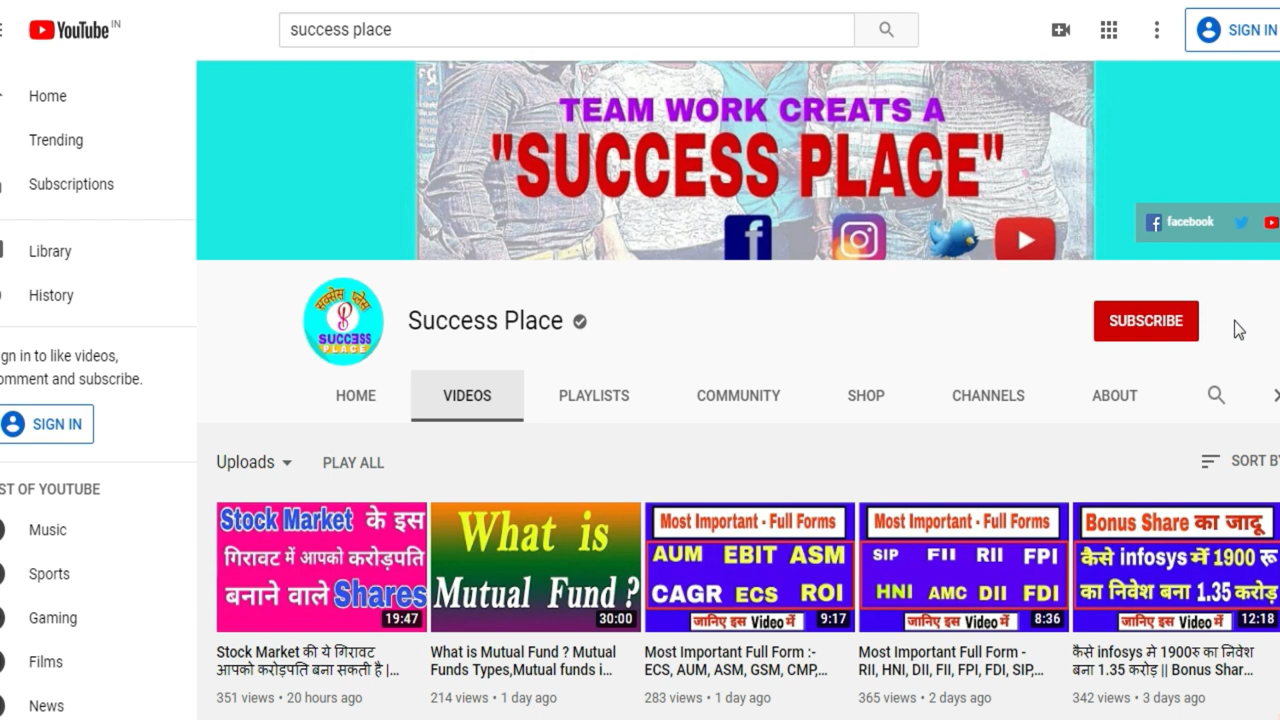 YouTube IN
success place
SIGN IN
Home
Trending
Subscriptions
Library
History
gn in to like videos,
omment and subscribe.
SIGN IN
ST OF YOUTUBE
Music
Sports
Gaming
Films
News
TEAM WORK CREATS A
"SUCCESS PLACE"
facebook
सक्सेस प्लेस
SUCCESS
PLACE
Success Place
SUBSCRIBE
HOME VIDEOS PLAYLISTS COMMUNITY SHOP CHANNELS ABOUT
Uploads PLAY ALL
SORT BY
Stock Market के इस
गिरावट में आपको करोड़पति
बनाने वाले Shares
19:47
Stock Market की ये गिरावट
आपको करोड़पति बना सकती है |...
351 views • 20 hours ago
What is
Mutual Fund ?
30:00
What is Mutual Fund ? Mutual
Funds Types,Mutual funds i...
214 views • 1 day ago
Most Important - Full Forms
AUM EBIT ASM
CAGR ECS ROI
जानिए इस Video में
9:17
Most Important Full Form :-
ECS, AUM, ASM, GSM, CMP,...
283 views • 1 day ago
Most Important - Full Forms
SIP FII RII FPI
HNI AMC DII FDI
जानिए इस Video में
8:36
Most Important Full Form -
RII, HNI, DII, FII, FPI, FDI, SIP,...
365 views • 2 days ago
Bonus Share का जादू
कैसे infosys में 1900 रू
का निवेश बना 1.35 करोड़
जानिए इस Video में
12:18
कैसे infosys मे 1900रु का निवेश
बना 1.35 करोड़ || Bonus Shar...
342 views • 3 days ago